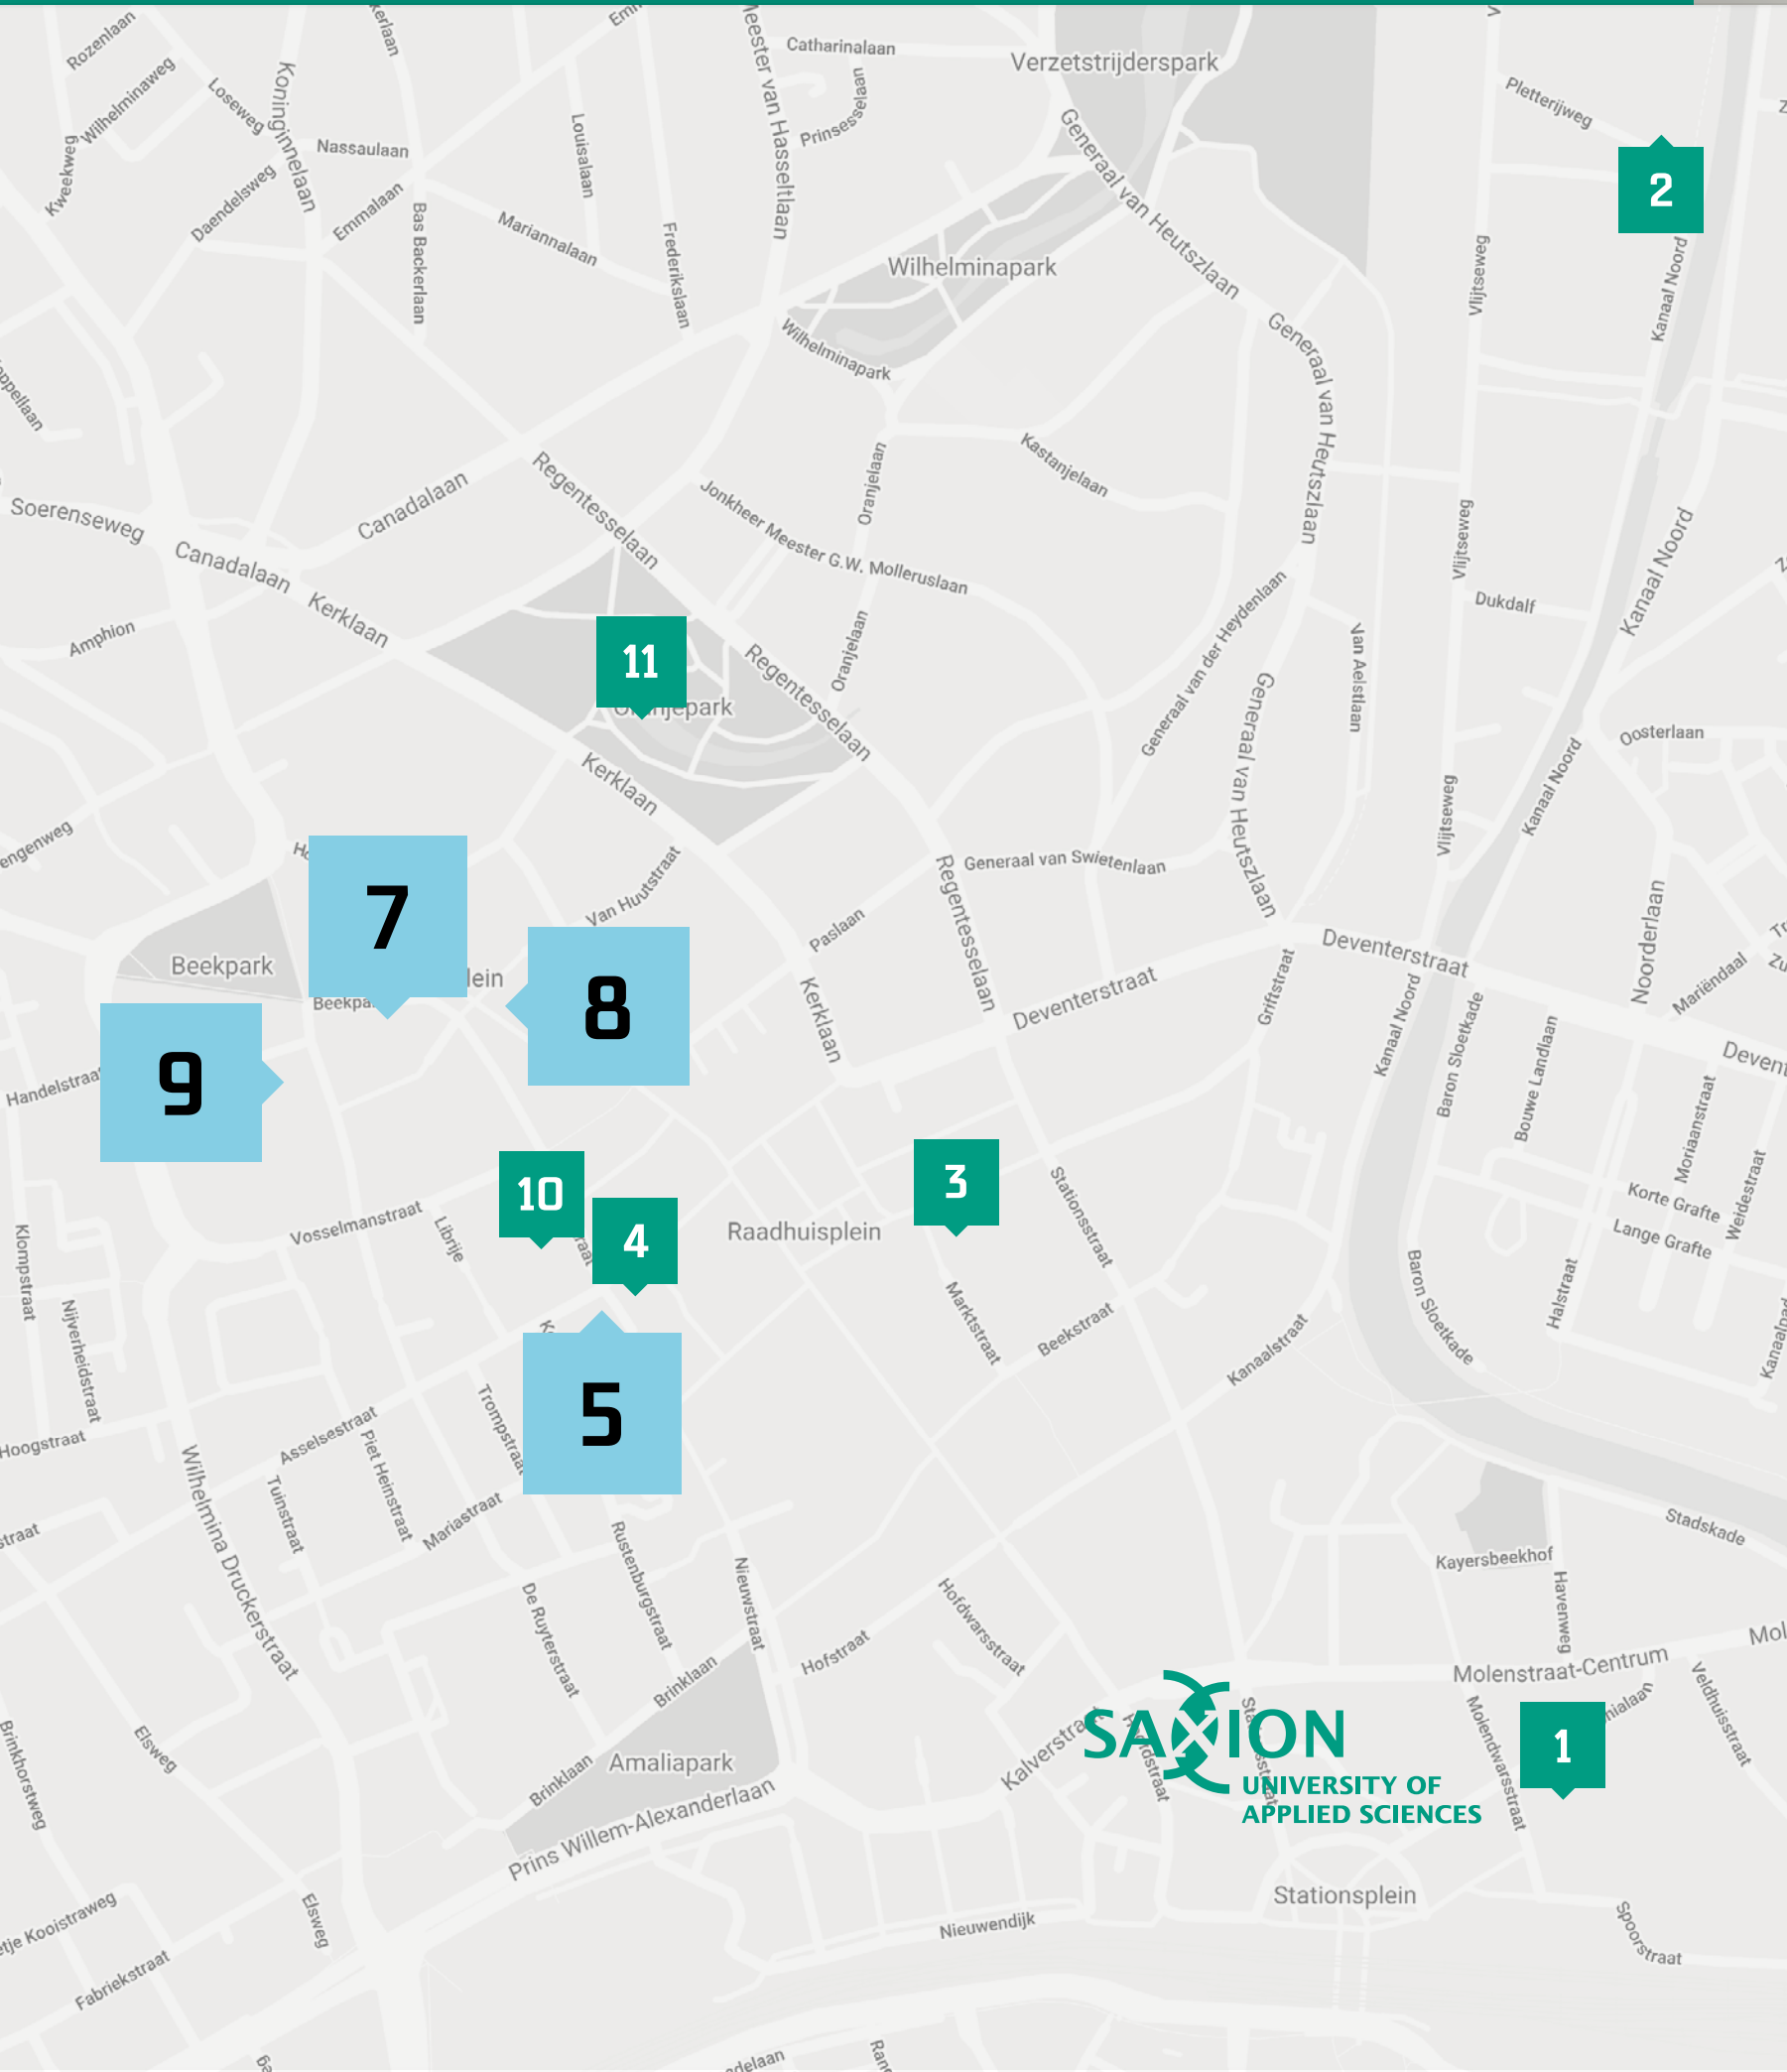 Rozenlaan
Wilhelminaweg
Loseweg
Koninginnelaan
Kweekweg
Nassaulaan
Daendelsweg
Emmalaan
Bas Backerlaan
Louisalaan
Mariannalaan
Frederikslaan
Catharinalaan
Prinsesselaan
Verzetstrijderspark
Generaal van Heutszlaan
Pletterijweg
2
Wilhelminapark
Wilhelminapark
Vlijtseweg
Kanaal Noord
Generaal van Heutszlaan
Soerenseweg
Canadalaan
Canadalaan
Regentesselaan
Jonkheer Meester G.W. Molleruslaan
Oranjelaan
Kastanjelaan
Vlijtseweg
Kanaal Noord
Kerklaan
Amphion
11
Oranjelaan
Regentesselaan
Generaal van der Heydenlaan
Van Aelstlaan
Dukdalf
Kerklaan
Generaal van Heutszlaan
Vlijtseweg
Kanaal Noord
Oosterlaan
7
Van Huutstraat
Paslaan
Regentesselaan
Generaal van Swietenlaan
Noorderlaan
Beekpark
8
Kerklaan
Deventerstraat
Griftstraat
Deventerstraat
Kanaal Noord
Baron Sloetkade
Bouwe Landlaan
Mariëndaal
9
Moriaanstraat
Weidestraat
Korte Grafte
Lange Grafte
Halstraat
Klompstraat
Nijverheidstraat
Vosselmanstraat
Librije
10
4
Raadhuisplein
3
Stationsstraat
Marktstraat
Beekstraat
Kanaalstraat
Baron Sloetkade
5
Hoogstraat
Asselsestraat
Trompstraat
Piet Heinstraat
Tuinstraat
Mariastraat
Wilhelmina Druckerstraat
Rustenburgstraat
Nieuwstraat
De Ruyterstraat
Brinklaan
Hofstraat
Hofdwarsstraat
Kayersbeekhof
Havenweg
Stadskade
Molenstraat-Centrum
Veldhuisstraat
Molendwarsstraat
1
Kalverstraat
SAXION
UNIVERSITY OF
APPLIED SCIENCES
Brinkhorstweg
Elsweg
Amaliapark
Brinklaan
Prins Willem-Alexanderlaan
Elsweg
Fabriekstraat
Nieuwendijk
Stationsplein
Spoorstraat